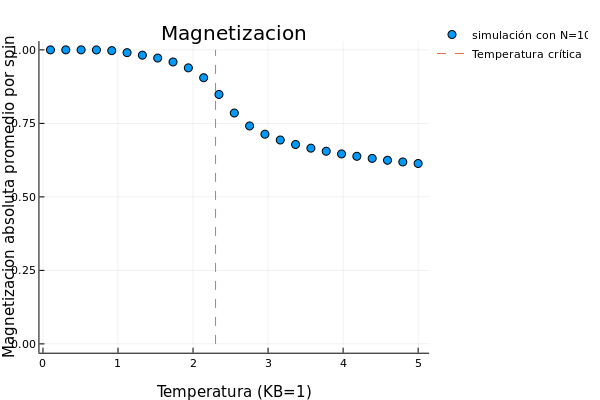 Magnetizacion
simulación con N=10
Temperatura crítica
Magnetizacion absoluta promedio por spin
1.00
0.75
0.50
0.25
0.00
0 1 2 3 4 5
Temperatura (KB=1)